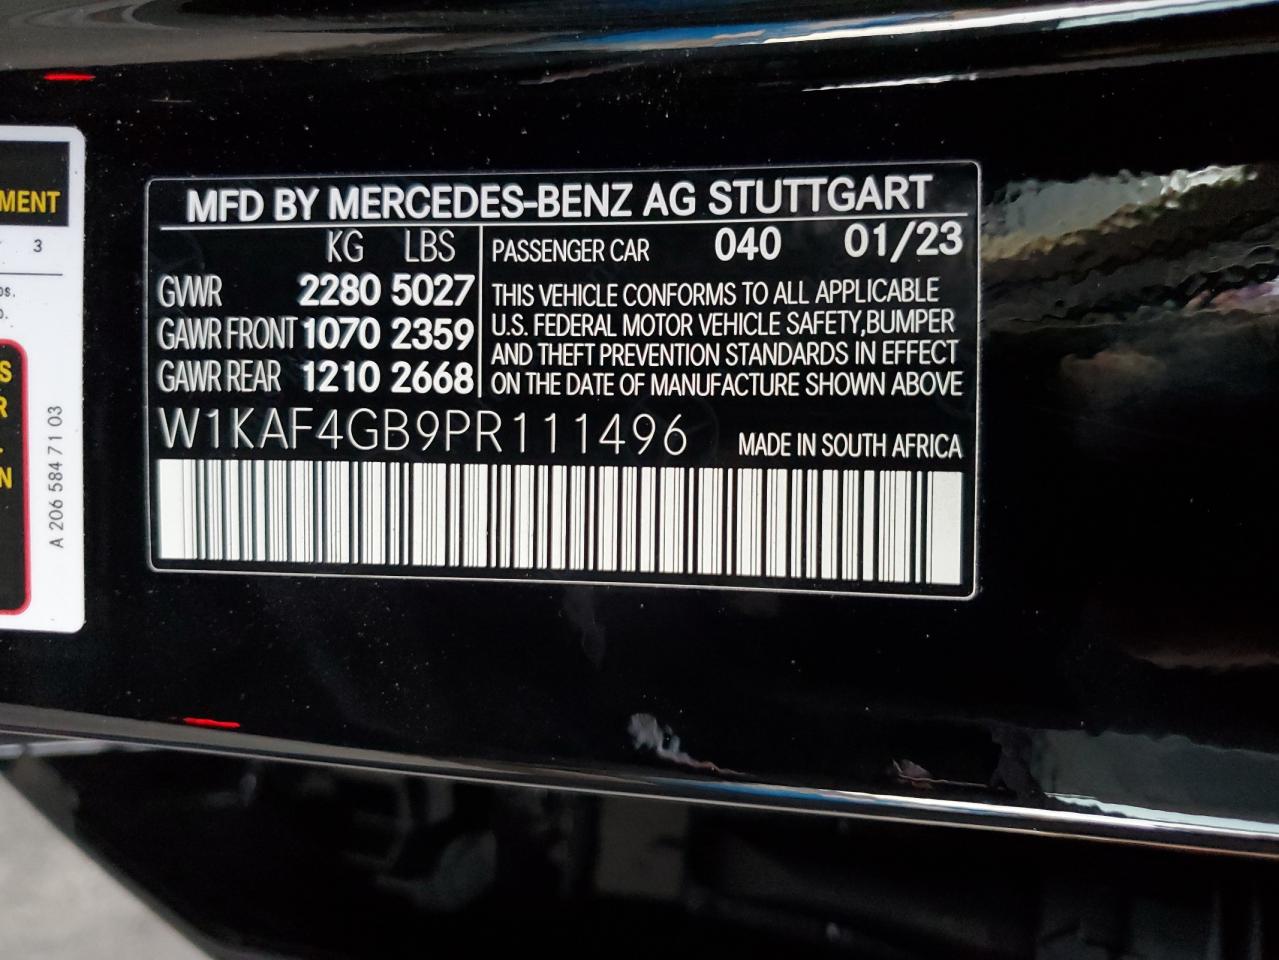 MFD BY MERCEDES-BENZ AG STUTTGART
KG LBS
GVWR 2280 5027
GAWR FRONT 1070 2359
GAWR REAR 1210 2668
PASSENGER CAR 040 01/23
THIS VEHICLE CONFORMS TO ALL APPLICABLE
U.S. FEDERAL MOTOR VEHICLE SAFETY,BUMPER
AND THEFT PREVENTION STANDARDS IN EFFECT
ON THE DATE OF MANUFACTURE SHOWN ABOVE
W1KAF4GB9PR111496 MADE IN SOUTH AFRICA
MENT
3
A 206 584 71 03